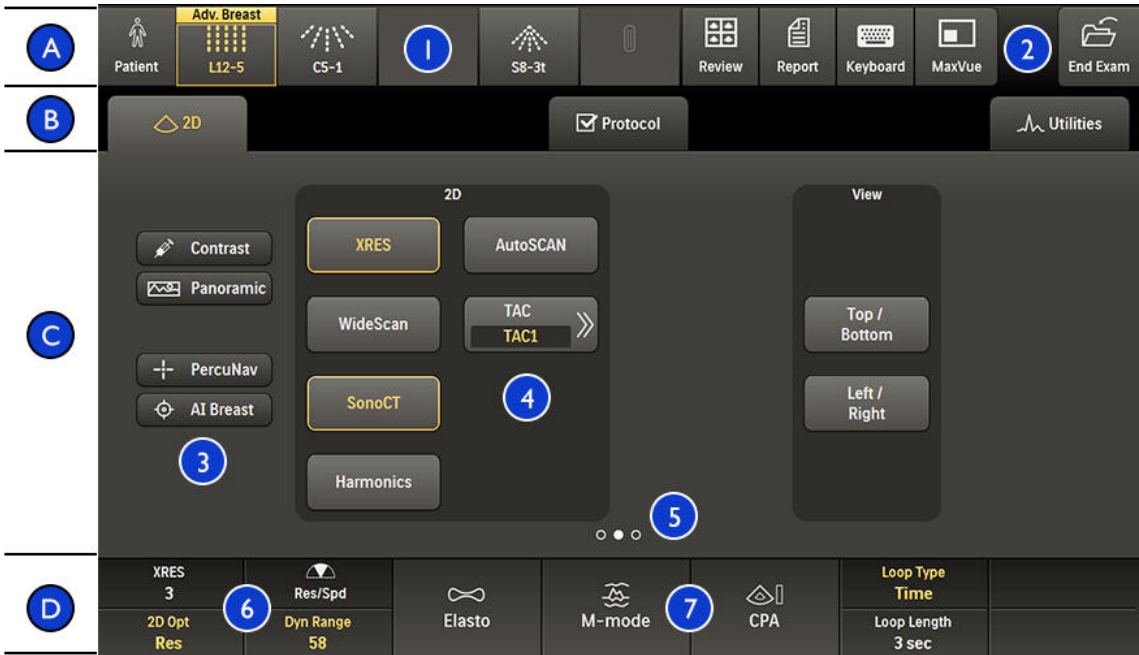 A
Adv. Breast
Patient
L12-5
C5-1
1
S8-3t
Review
Report
Keyboard
MaxVue
2
End Exam
B
2D
Protocol
Utilities
C
2D
View
Contrast
Panoramic
PercuNav
AI Breast
3
XRES
AutoSCAN
WideScan
TAC
TAC1
SonoCT
4
Harmonics
Top /
Bottom
Left /
Right
5
D
XRES
3
Res/Spd
2D Opt
Res
6
Dyn Range
58
Elasto
M-mode
7
CPA
Loop Type
Time
Loop Length
3 sec